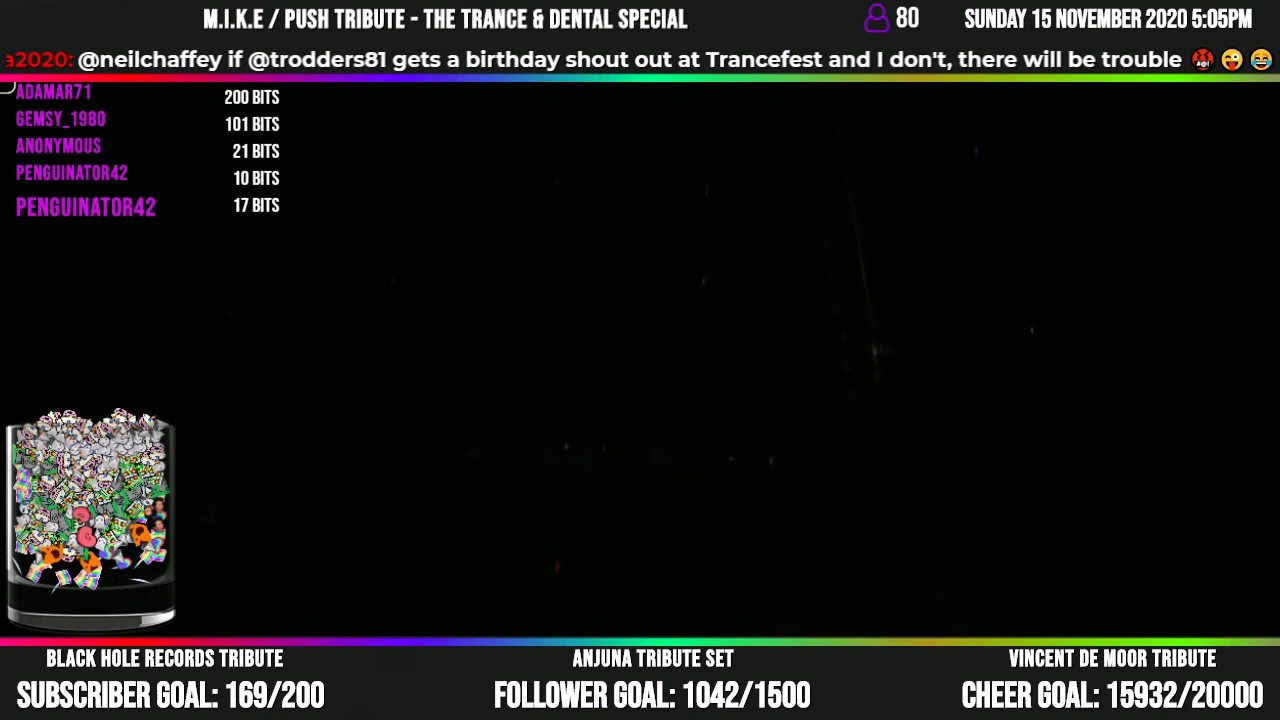 M.I.K.E / PUSH TRIBUTE - THE TRANCE & DENTAL SPECIAL
80
SUNDAY 15 NOVEMBER 2020 5:05PM
a2020: @neilchaffey if @trodders81 gets a birthday shout out at Trancefest and I don't, there will be trouble 🤬 😜 😂
ADAMAR71 200 BITS
GEMSY_1980 101 BITS
ANONYMOUS 21 BITS
PENGUINATOR42 10 BITS
PENGUINATOR42 17 BITS
BLACK HOLE RECORDS TRIBUTE
SUBSCRIBER GOAL: 169/200
ANJUNA TRIBUTE SET
FOLLOWER GOAL: 1042/1500
VINCENT DE MOOR TRIBUTE
CHEER GOAL: 15932/20000